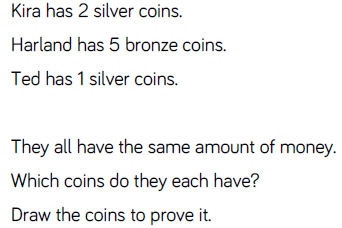 Kira has 2 silver coins.
Harland has 5 bronze coins.
Ted has 1 silver coins.
They all have the same amount of money.
Which coins do they each have?
Draw the coins to prove it.